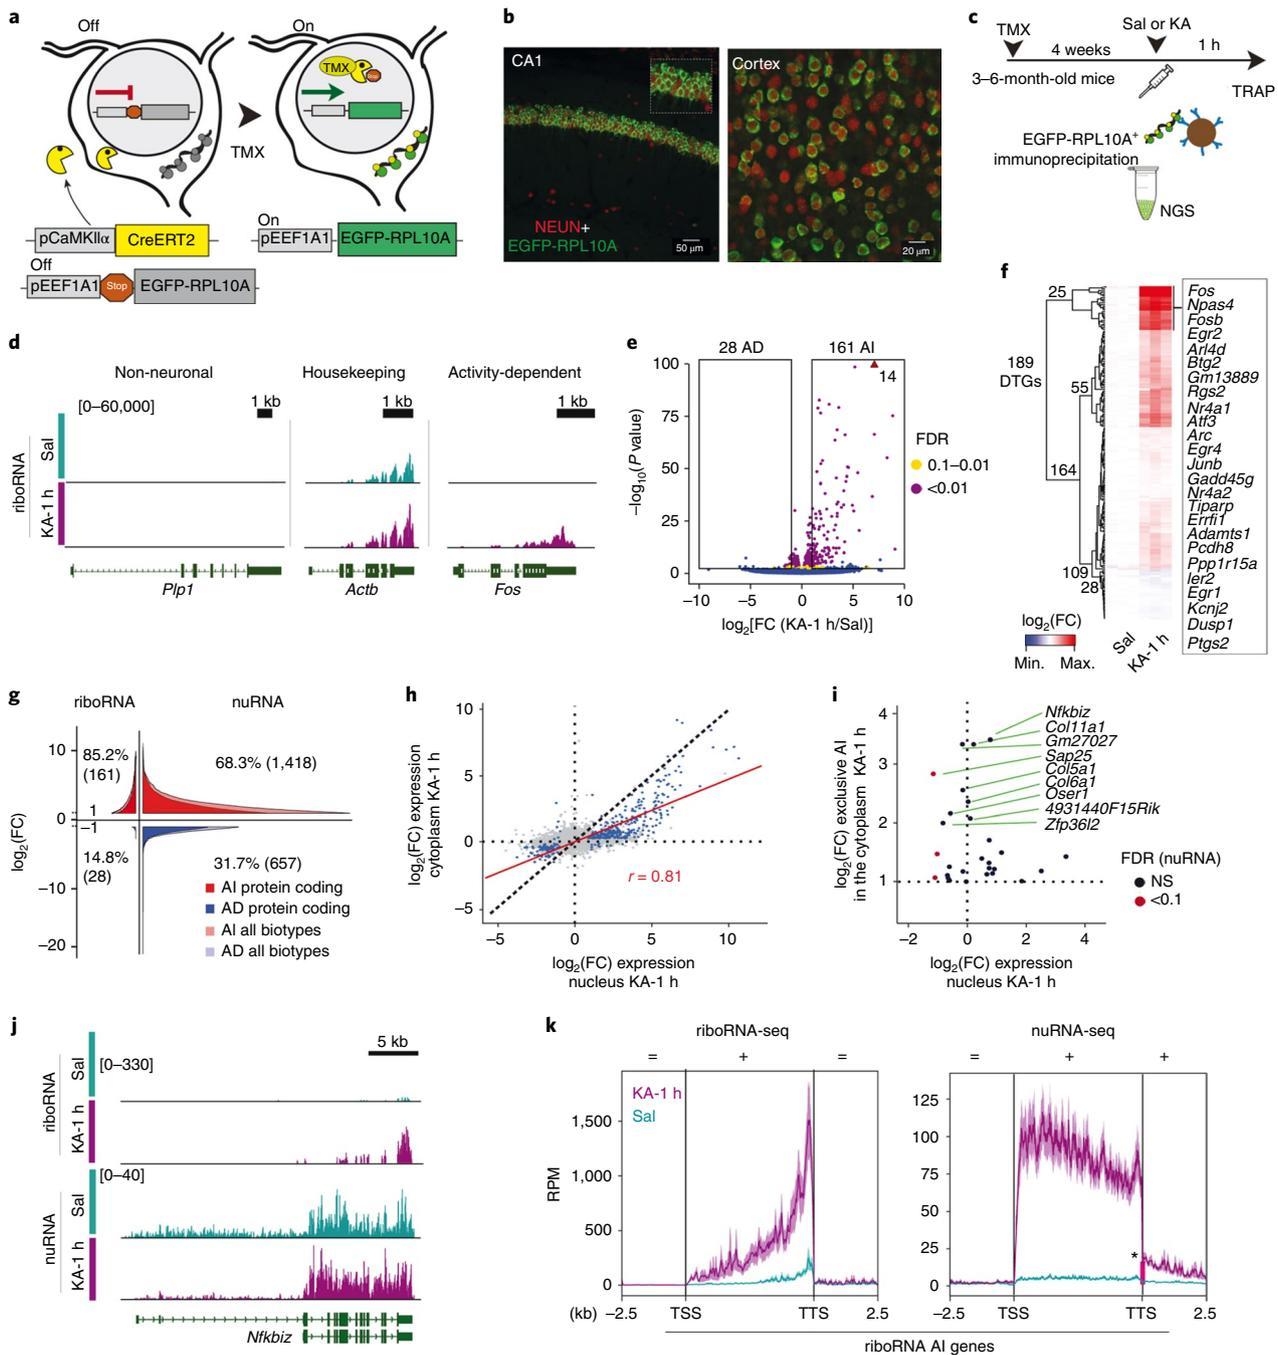 a
Off
On
TMX
Stop
TMX
pCaMKIIα
CreERT2
On
pEEF1A1
EGFP-RPL10A
Off
pEEF1A1
Stop
EGFP-RPL10A
b
CA1
NEUN+
EGFP-RPL10A
50 μm
Cortex
20 μm
c
TMX
Sal or KA
4 weeks
1 h
3–6-month-old mice
TRAP
EGFP-RPL10A+
immunoprecipitation
NGS
d
Non-neuronal
Housekeeping
Activity-dependent
[0–60,000]
1 kb
1 kb
1 kb
riboRNA
Sal
KA-1 h
Plp1
Actb
Fos
e
28 AD
161 AI
100
14
75
50
25
0
–log10(P value)
–10
–5
0
5
10
log2[FC (KA-1 h/Sal)]
FDR
0.1–0.01
<0.01
f
25
189
DTGs
55
164
109
28
Fos
Npas4
Fosb
Egr2
Arl4d
Btg2
Gm13889
Rgs2
Nr4a1
Atf3
Arc
Egr4
Junb
Gadd45g
Nr4a2
Tiparp
Errfi1
Adamts1
Pcdh8
Ppp1r15a
Ier2
Egr1
Kcnj2
Dusp1
Ptgs2
log2(FC)
Min.
Max.
Sal
KA-1 h
g
riboRNA
nuRNA
10
85.2%
(161)
68.3% (1,418)
1
0
–1
log2(FC)
14.8%
(28)
31.7% (657)
–10
–20
AI protein coding
AD protein coding
AI all biotypes
AD all biotypes
h
10
5
0
–5
log2(FC) expression
cytoplasm KA-1 h
r = 0.81
–5
0
5
10
log2(FC) expression
nucleus KA-1 h
i
4
3
2
1
log2(FC) exclusive AI
in the cytoplasm KA-1 h
Nfkbiz
Col11a1
Gm27027
Sap25
Col5a1
Col6a1
Oser1
4931440F15Rik
Zfp36l2
FDR (nuRNA)
NS
<0.1
–2
0
2
4
log2(FC) expression
nucleus KA-1 h
j
5 kb
riboRNA
Sal
[0–330]
KA-1 h
nuRNA
Sal
[0–40]
KA-1 h
Nfkbiz
k
riboRNA-seq
nuRNA-seq
=
+
=
=
+
+
KA-1 h
Sal
1,500
1,000
500
0
RPM
125
100
75
50
25
0
*
(kb)
–2.5
TSS
TTS
2.5
–2.5
TSS
TTS
2.5
riboRNA AI genes